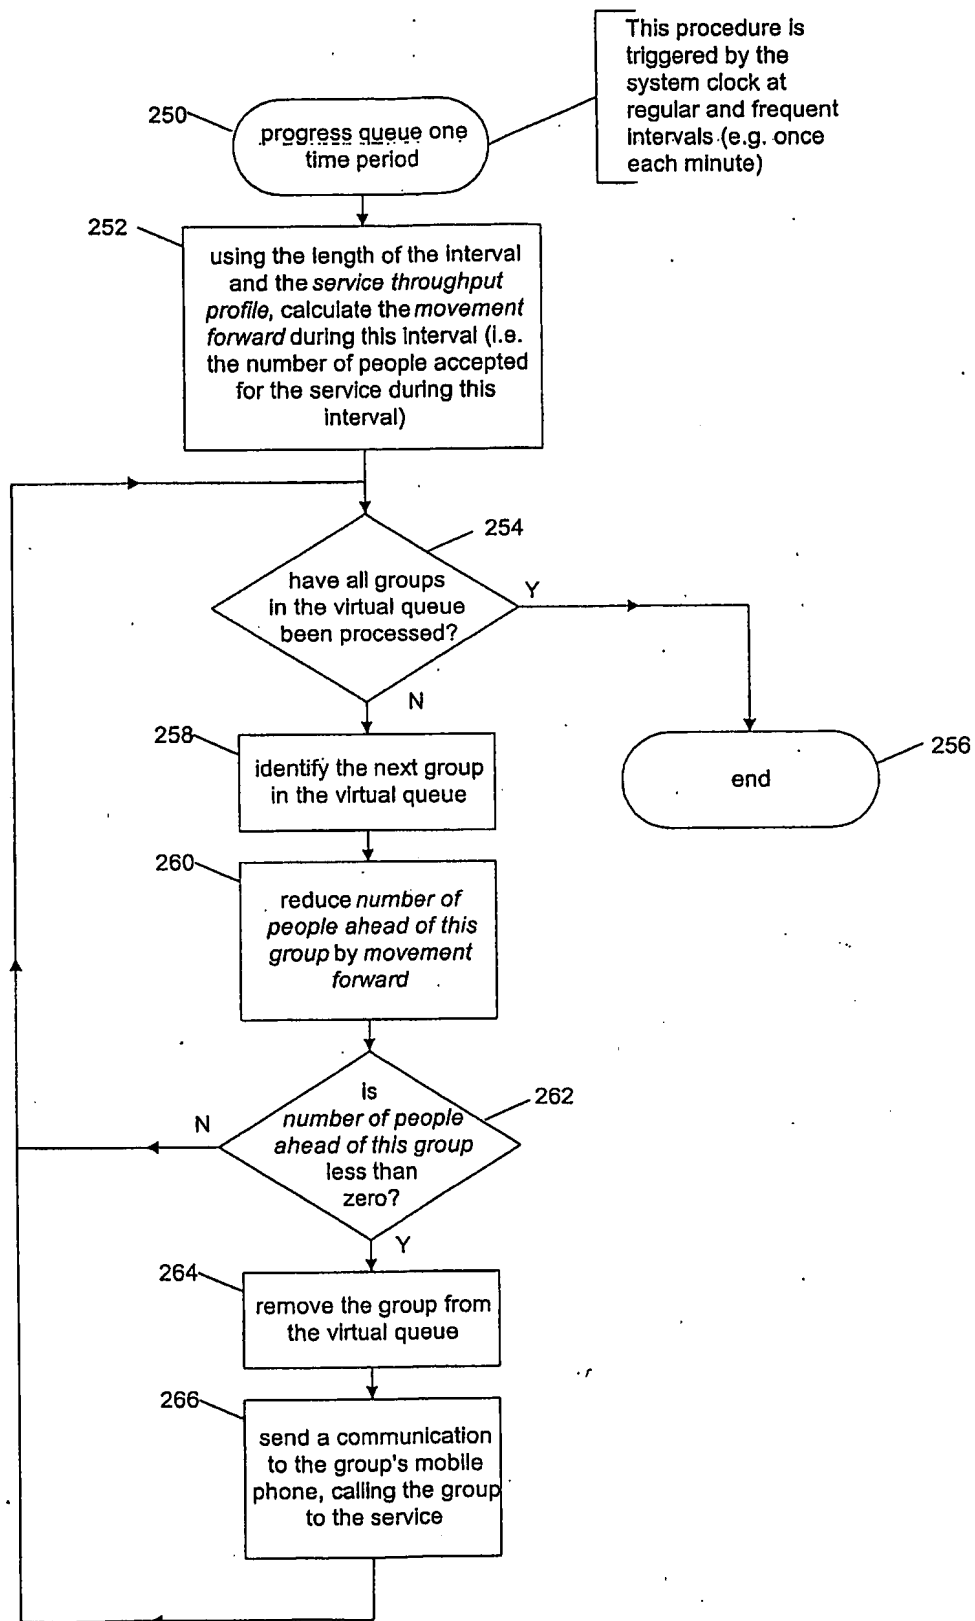 This procedure is
triggered by the
system clock at
regular and frequent
intervals (e.g. once
each minute)
250
progress queue one
time period
252
using the length of the interval
and the service throughput
profile, calculate the movement
forward during this interval (i.e.
the number of people accepted
for the service during this
interval)
254
have all groups
in the virtual queue
been processed?
Y
N
258
identify the next group
in the virtual queue
256
end
260
reduce number of
people ahead of this
group by movement
forward
262
is
number of people
ahead of this group
less than
zero?
N
Y
264
remove the group from
the virtual queue
266
send a communication
to the group's mobile
phone, calling the group
to the service